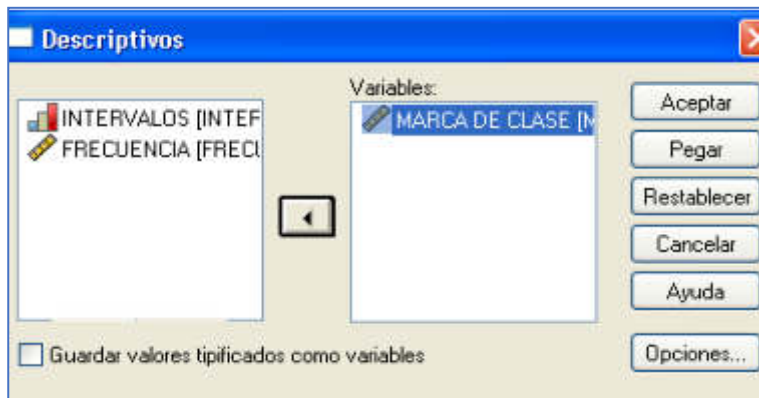 Descriptivos
Variables:
INTERVALOS [INTEF
FRECUENCIA [FRECU
MARCA DE CLASE [M
Aceptar
Pegar
Restablecer
Cancelar
Ayuda
Guardar valores tipificados como variables
Opciones...